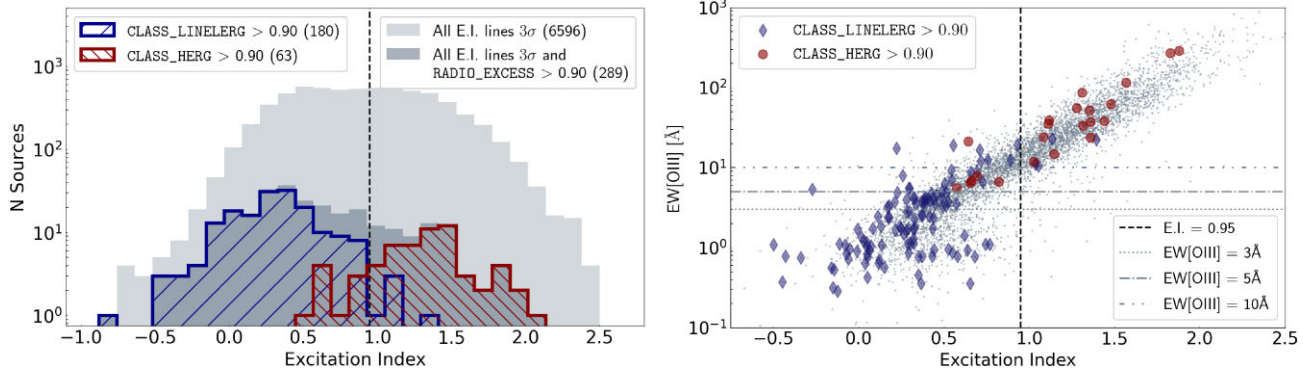 CLASS_LINELERG > 0.90 (180)
CLASS_HERG > 0.90 (63)
All E.I. lines 3σ (6596)
All E.I. lines 3σ and
RADIO_EXCESS > 0.90 (289)
10³
10²
10¹
10⁰
N Sources
−1.0 −0.5 0.0 0.5 1.0 1.5 2.0 2.5
Excitation Index
CLASS_LINELERG > 0.90
CLASS_HERG > 0.90
10³
10²
10¹
10⁰
10⁻¹
EW[OIII] [Å]
E.I. = 0.95
EW[OIII] = 3Å
EW[OIII] = 5Å
EW[OIII] = 10Å
−0.5 0.0 0.5 1.0 1.5 2.0 2.5
Excitation Index